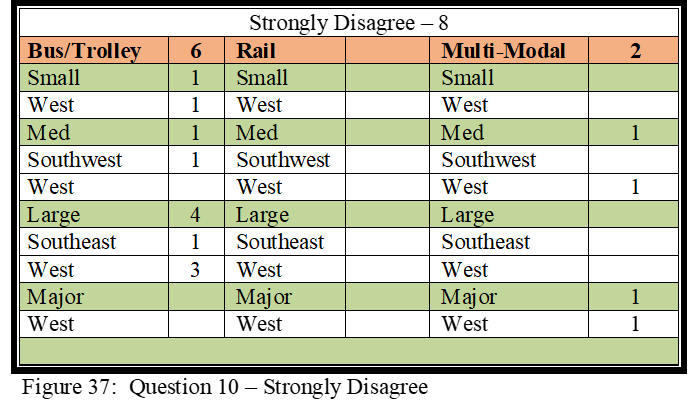 Strongly Disagree – 8
Bus/Trolley 6 Rail Multi-Modal 2
Small 1 Small Small
West 1 West West
Med 1 Med Med 1
Southwest 1 Southwest Southwest
West West West 1
Large 4 Large Large
Southeast 1 Southeast Southeast
West 3 West West
Major Major Major 1
West West West 1
Figure 37: Question 10 – Strongly Disagree